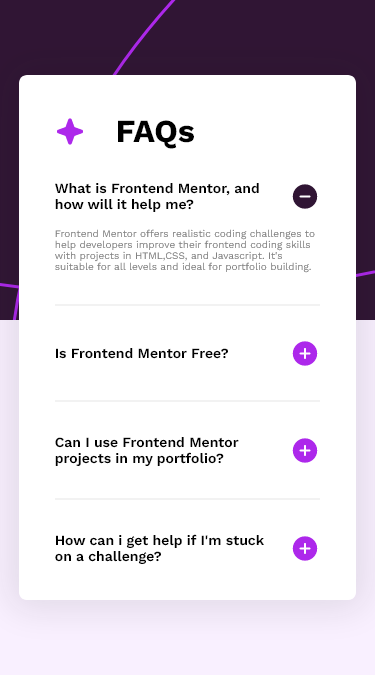 FAQs
What is Frontend Mentor, and
how will it help me?
Frontend Mentor offers realistic coding challenges to
help developers improve their frontend coding skills
with projects in HTML,CSS, and Javascript. It's
suitable for all levels and ideal for portfolio building.
Is Frontend Mentor Free?
Can I use Frontend Mentor
projects in my portfolio?
How can i get help if I'm stuck
on a challenge?